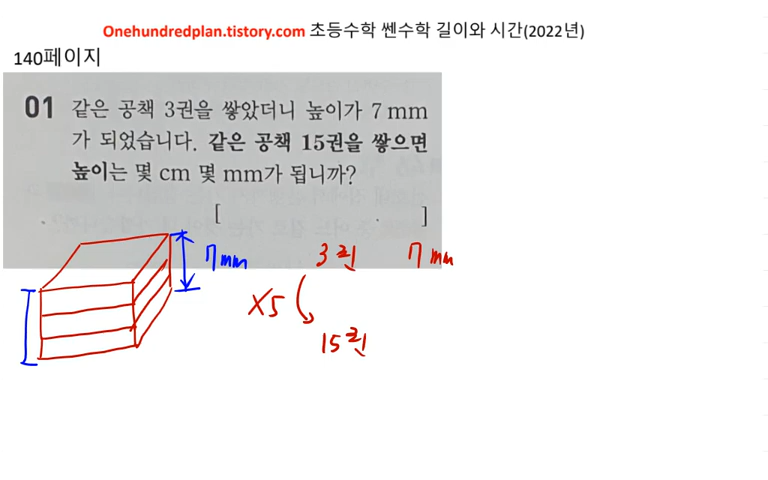 Onehundredplan.tistory.com 초등수학 쎈수학 길이와 시간(2022년)
140페이지
01 같은 공책 3권을 쌓았더니 높이가 7 mm
가 되었습니다. 같은 공책 15권을 쌓으면
높이는 몇 cm 몇 mm가 됩니까?
[ ]
7mm 3권 7 mm
X5
15권